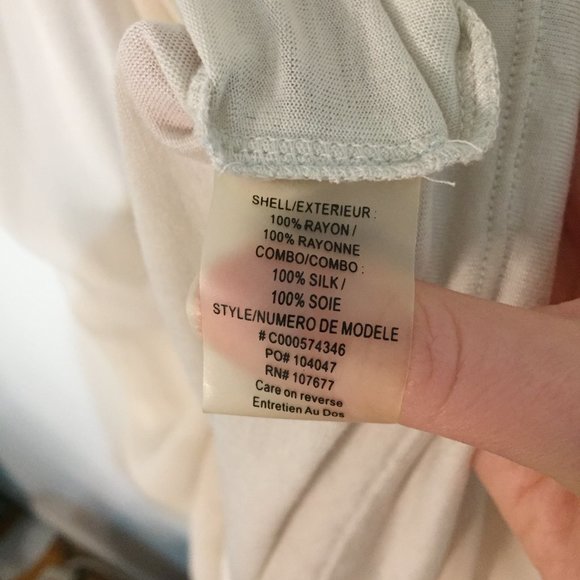 SHELL/EXTERIEUR :
100% RAYON /
100% RAYONNE
COMBO/COMBO :
100% SILK /
100% SOIE
STYLE/NUMERO DE MODELE
# C000574346
PO# 104047
RN# 107677
Care on reverse
Entretien Au Dos